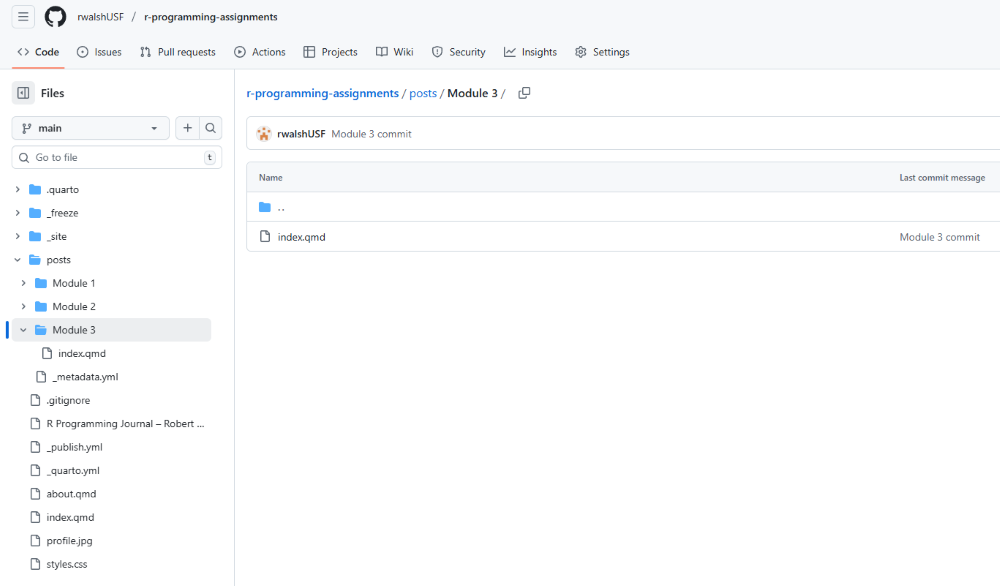 rwalshUSF / r-programming-assignments
Code Issues Pull requests Actions Projects Wiki Security Insights Settings
Files
main
Go to file t
.quarto
_freeze
_site
posts
Module 1
Module 2
Module 3
index.qmd
_metadata.yml
.gitignore
R Programming Journal – Robert ...
_publish.yml
_quarto.yml
about.qmd
index.qmd
profile.jpg
styles.css
r-programming-assignments / posts / Module 3 /
rwalshUSF Module 3 commit
Name Last commit message
..
index.qmd Module 3 commit